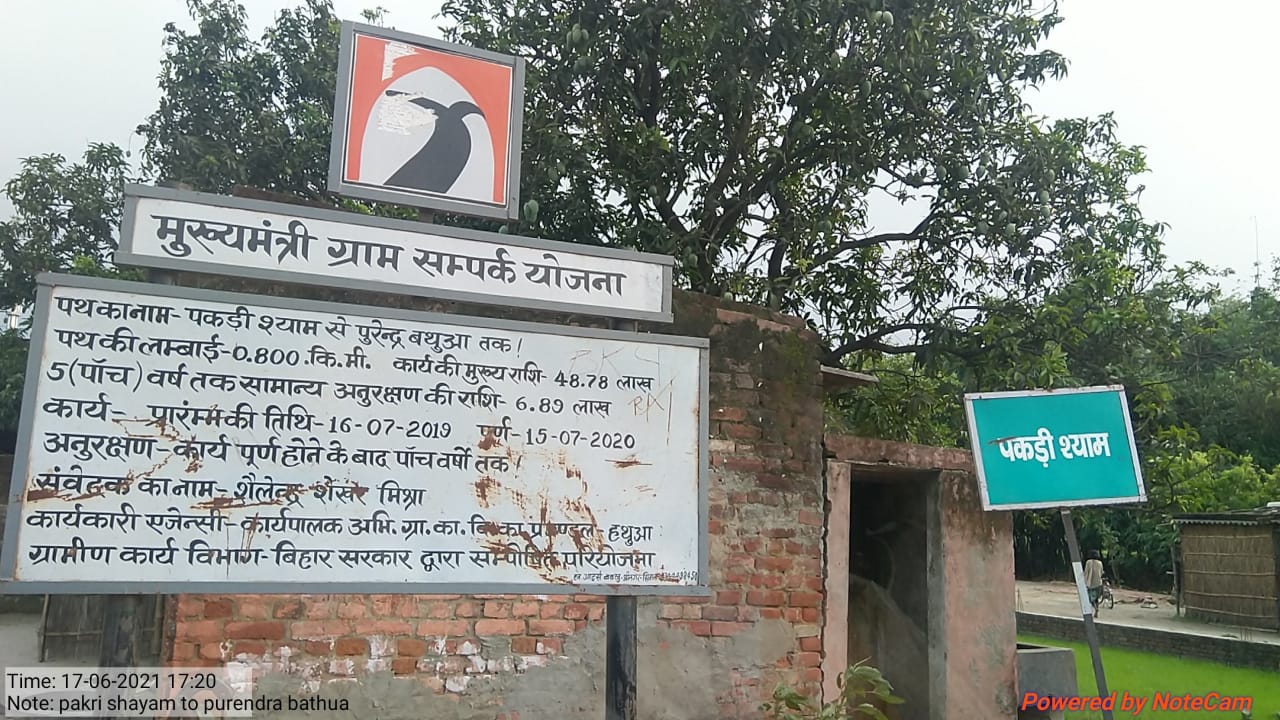 मुख्यमंत्री ग्राम सम्पर्क योजना
पथ का नाम- पकड़ी श्याम से पुरेन्द्र बथुआ तक।
पथ की लम्बाई-0.800.कि.मी. कार्य की मुख्य राशि- 48.78 लाख
5(पाँच) वर्ष तक सामान्य अनुरक्षण की राशि- 6.89 लाख
कार्य- प्रारंम्भ की तिथि-16-07-2019 पूर्ण-15-07-2020
अनुरक्षण-कार्य पूर्ण होने के बाद पाँच वर्षो तक।
संवेदक का नाम- शैलेन्द्र शेखर मिश्रा
कार्यकारी एजेन्सी- कार्यपालक अभि. ग्रा. का. वि. का. प्रमण्डल हथुआ
ग्रामीण कार्य विभाग-बिहार सरकार द्वारा सम्पोषित परियोजना
पकड़ी श्याम
Time: 17-06-2021 17:20
Note: pakri shayam to purendra bathua
Powered by NoteCam